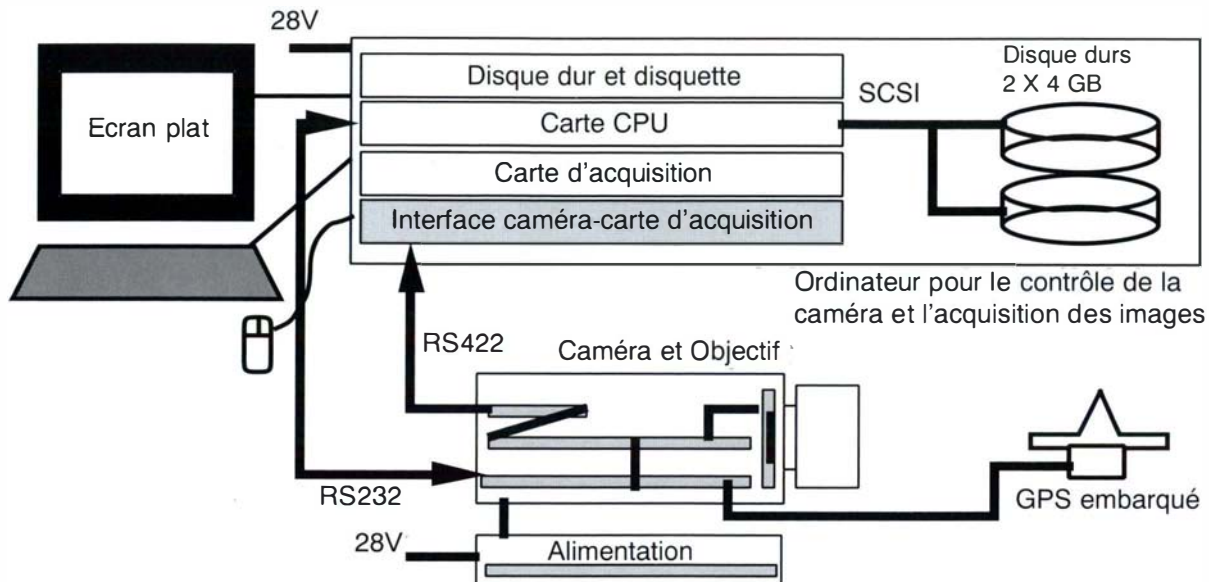 28V
Disque dur et disquette
Disque durs
2 X 4 GB
SCSI
Ecran plat
Carte CPU
Carte d'acquisition
Interface caméra-carte d'acquisition
Ordinateur pour le contrôle de la
caméra et l'acquisition des images
RS422
Caméra et Objectif
RS232
GPS embarqué
28V
Alimentation